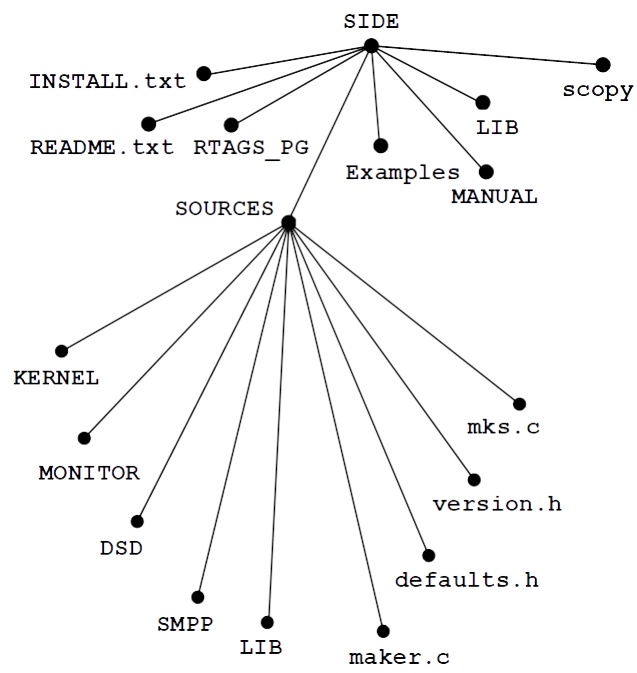 SIDE
INSTALL.txt
scopy
LIB
README.txt RTAGS_PG
Examples
MANUAL
SOURCES
KERNEL
mks.c
MONITOR
version.h
DSD
defaults.h
SMPP
LIB
maker.c